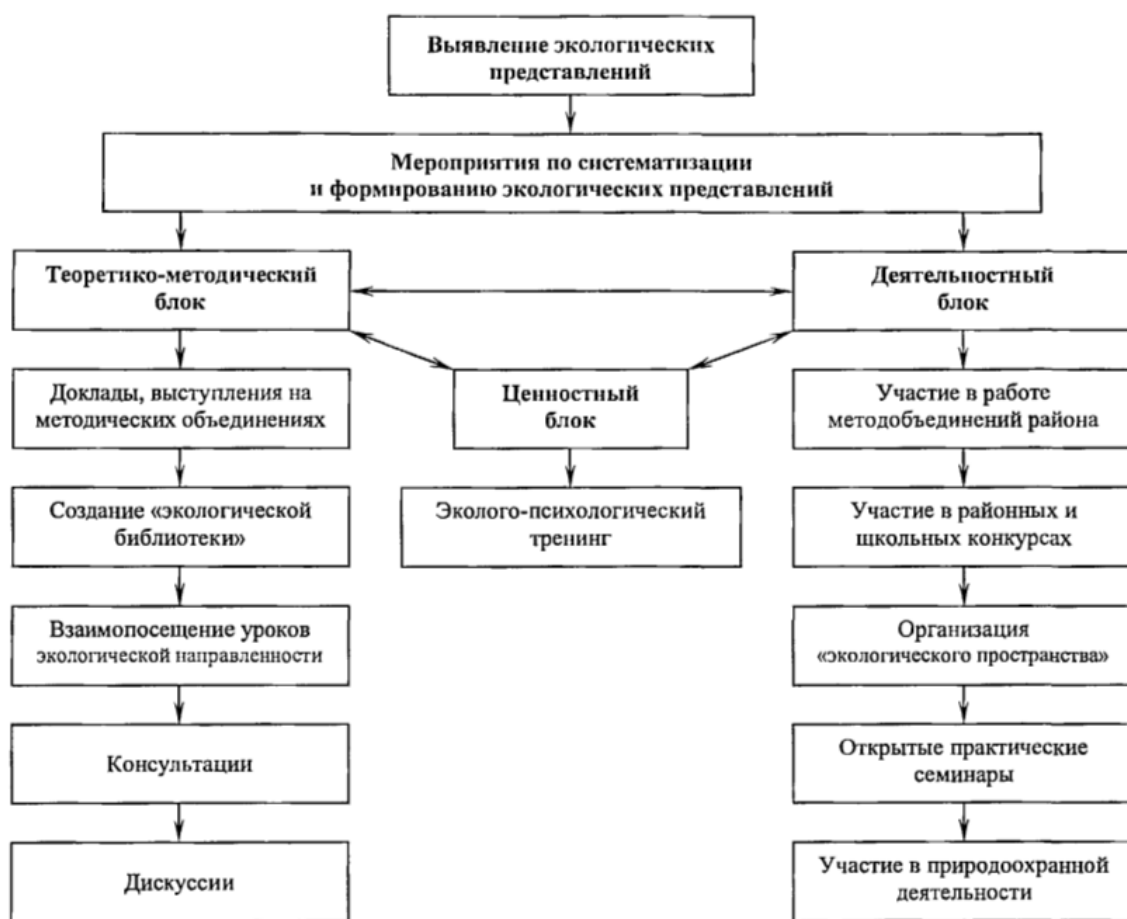 Выявление экологических
представлений
Мероприятия по систематизации
и формированию экологических представлений
Теоретико-методический
блок
Деятельностный
блок
Ценностный
блок
Доклады, выступления на
методических объединениях
Создание «экологической
библиотеки»
Взаимопосещение уроков
экологической направленности
Консультации
Дискуссии
Эколого-психологический
тренинг
Участие в работе
методобъединений района
Участие в районных и
школьных конкурсах
Организация
«экологического пространства»
Открытые практические
семинары
Участие в природоохранной
деятельности